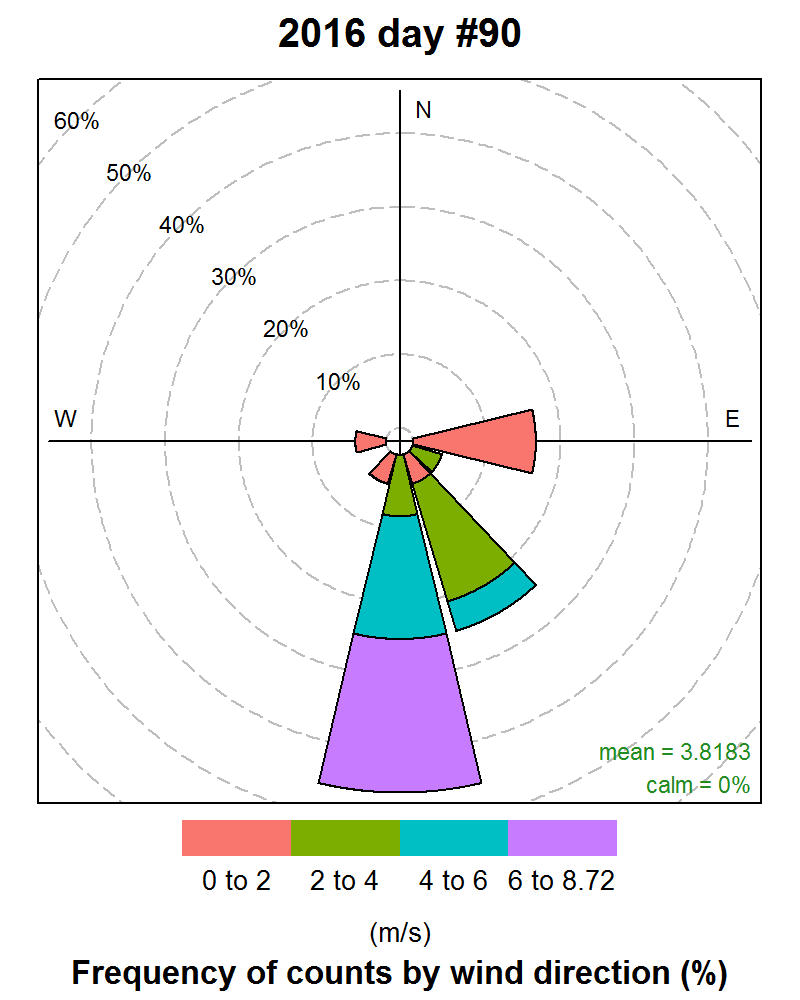 2016 day #90
N
60%
50%
40%
30%
20%
10%
W
E
mean = 3.8183
calm = 0%
0 to 2 2 to 4 4 to 6 6 to 8.72
(m/s)
Frequency of counts by wind direction (%)